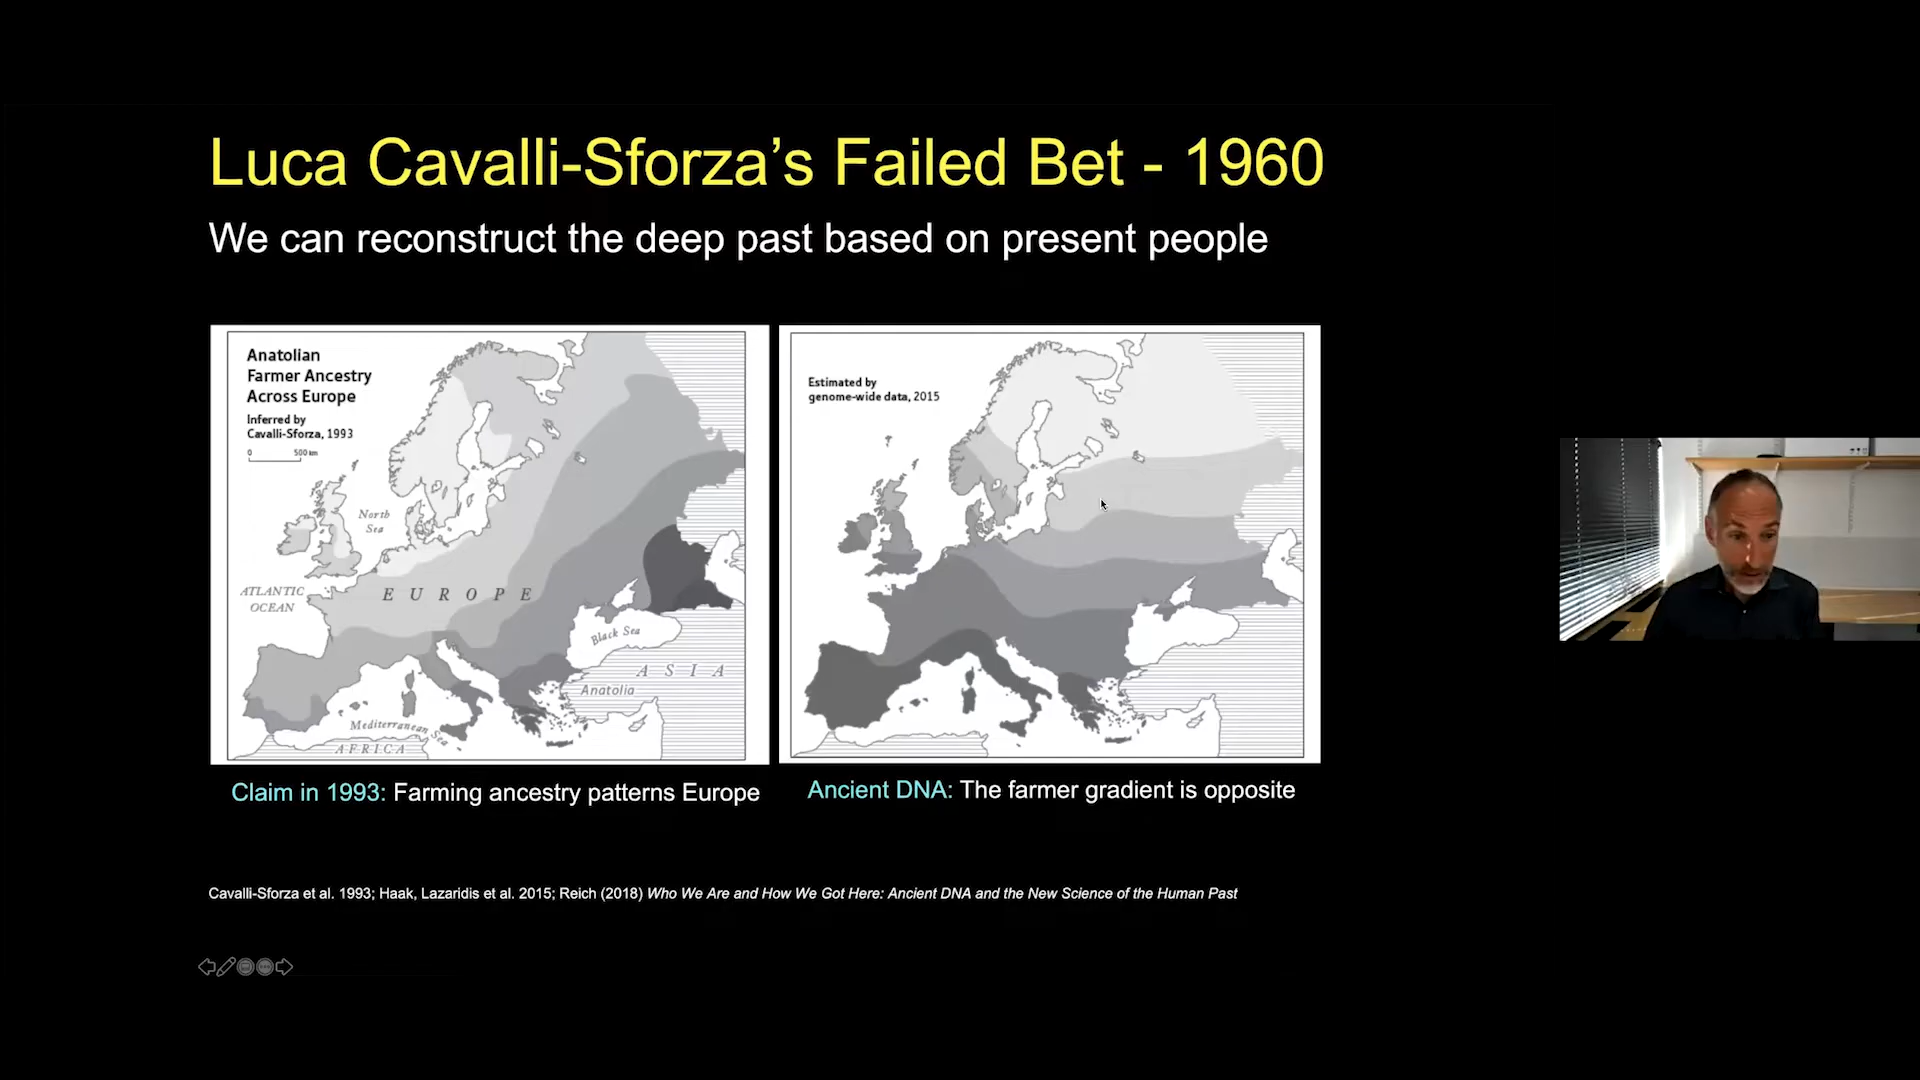 Luca Cavalli-Sforza’s Failed Bet - 1960
We can reconstruct the deep past based on present people
Anatolian
Farmer Ancestry
Across Europe
Inferred by
Cavalli-Sforza, 1993
0 500 km
North
Sea
ATLANTIC
OCEAN
EUROPE
Black Sea
ASIA
Anatolia
Mediterranean Sea
AFRICA
Estimated by
genome-wide data, 2015
Claim in 1993: Farming ancestry patterns Europe
Ancient DNA: The farmer gradient is opposite
Cavalli-Sforza et al. 1993; Haak, Lazaridis et al. 2015; Reich (2018) Who We Are and How We Got Here: Ancient DNA and the New Science of the Human Past